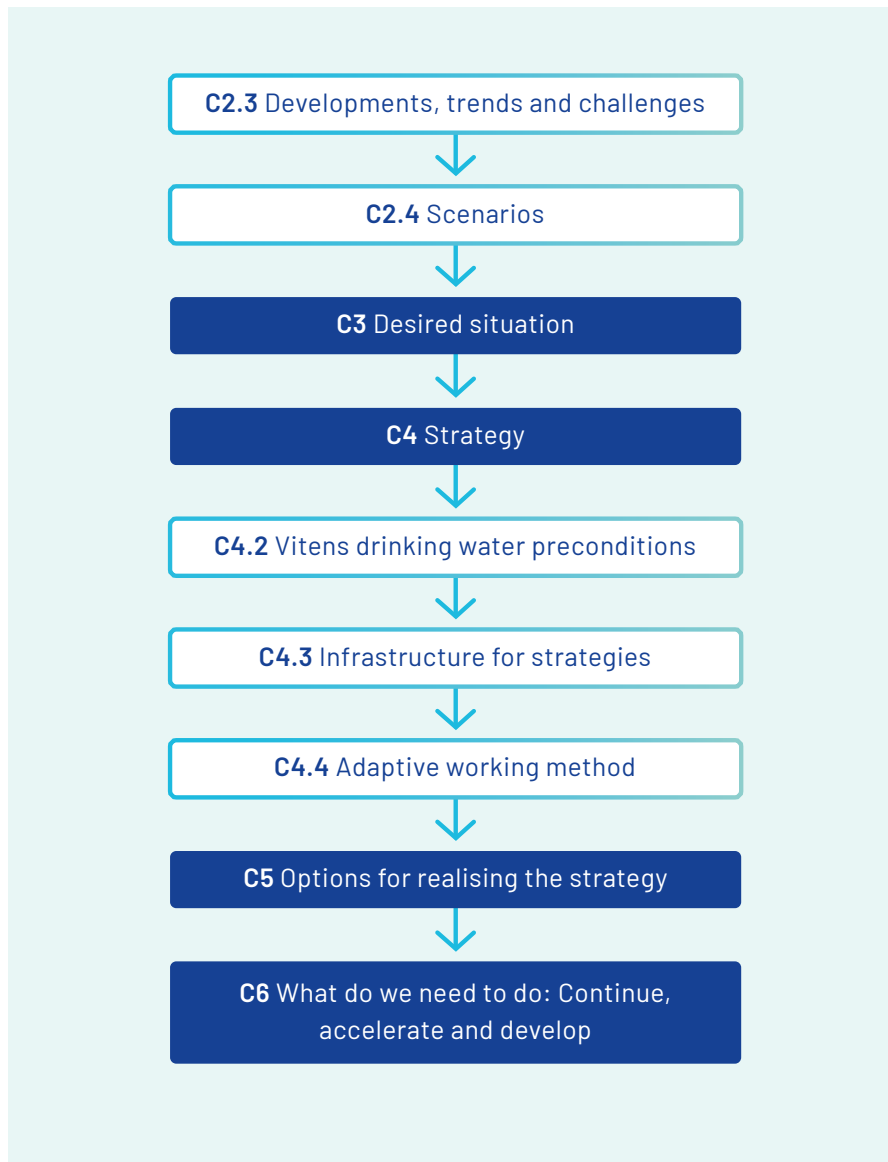 C2.3 Developments, trends and challenges
C2.4 Scenarios
C3 Desired situation
C4 Strategy
C4.2 Vitens drinking water preconditions
C4.3 Infrastructure for strategies
C4.4 Adaptive working method
C5 Options for realising the strategy
C6 What do we need to do: Continue,
accelerate and develop